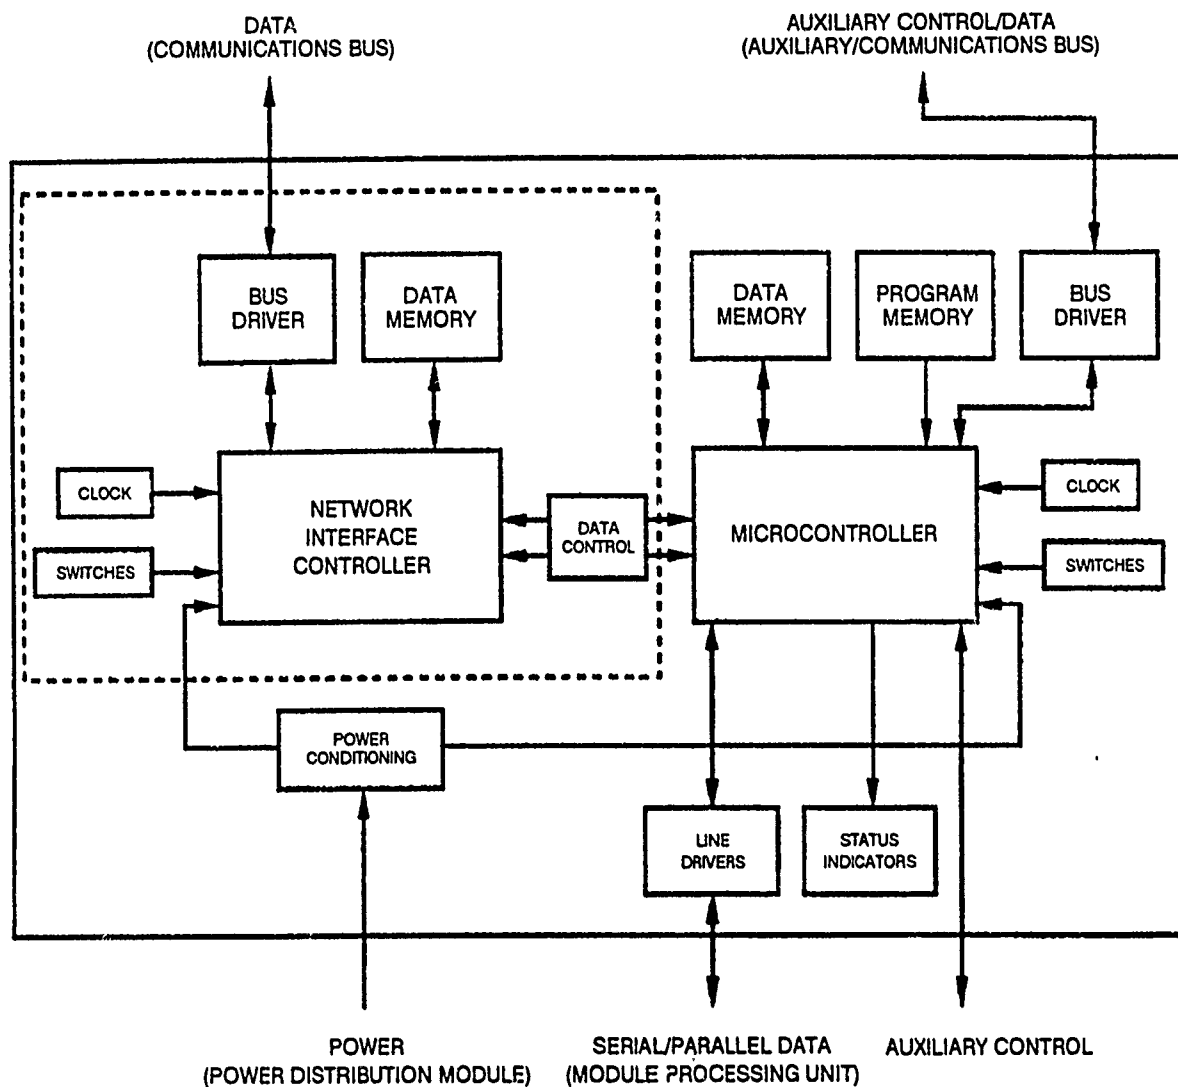 DATA
(COMMUNICATIONS BUS)
AUXILIARY CONTROL/DATA
(AUXILIARY/COMMUNICATIONS BUS)
BUS
DRIVER
DATA
MEMORY
DATA
MEMORY
PROGRAM
MEMORY
BUS
DRIVER
CLOCK
SWITCHES
NETWORK
INTERFACE
CONTROLLER
DATA
CONTROL
MICROCONTROLLER
CLOCK
SWITCHES
POWER
CONDITIONING
LINE
DRIVERS
STATUS
INDICATORS
POWER
(POWER DISTRIBUTION MODULE)
SERIAL/PARALLEL DATA
(MODULE PROCESSING UNIT)
AUXILIARY CONTROL